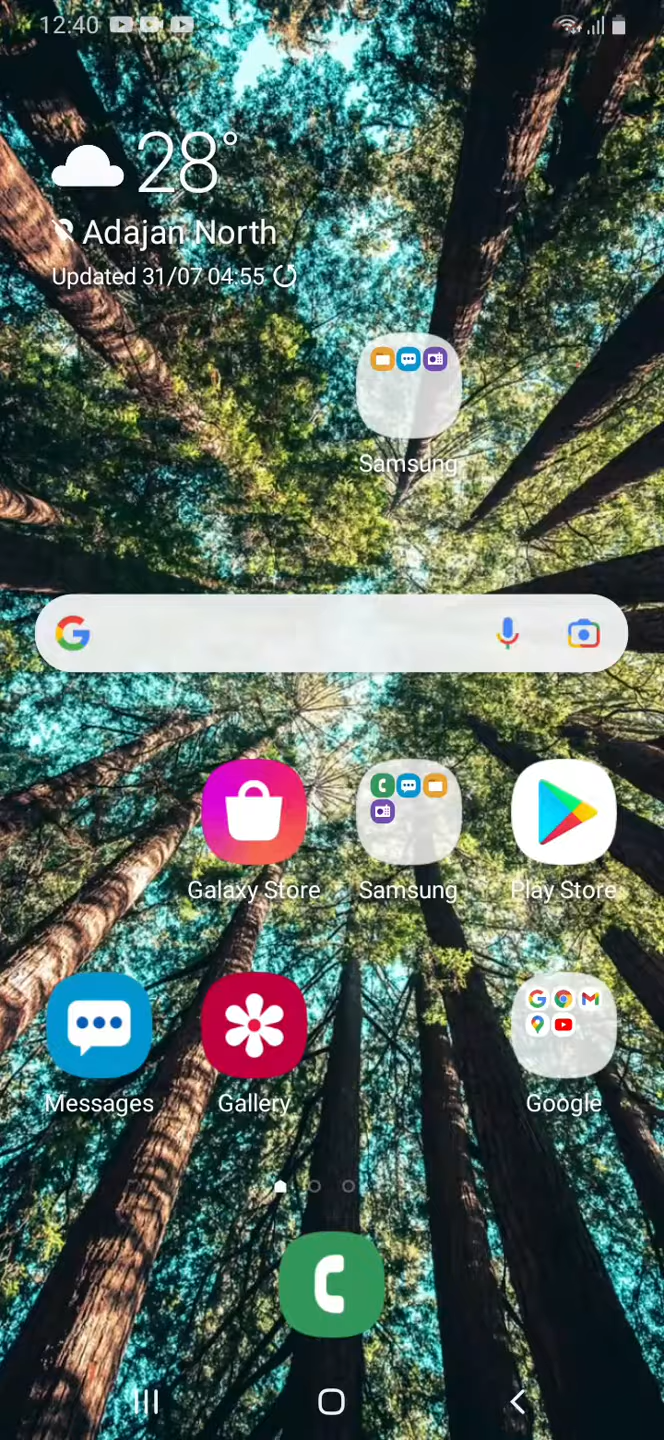 12:40
28°
Adajan North
Updated 31/07 04:55
Samsung
Galaxy Store
Samsung
Play Store
Messages
Gallery
Google